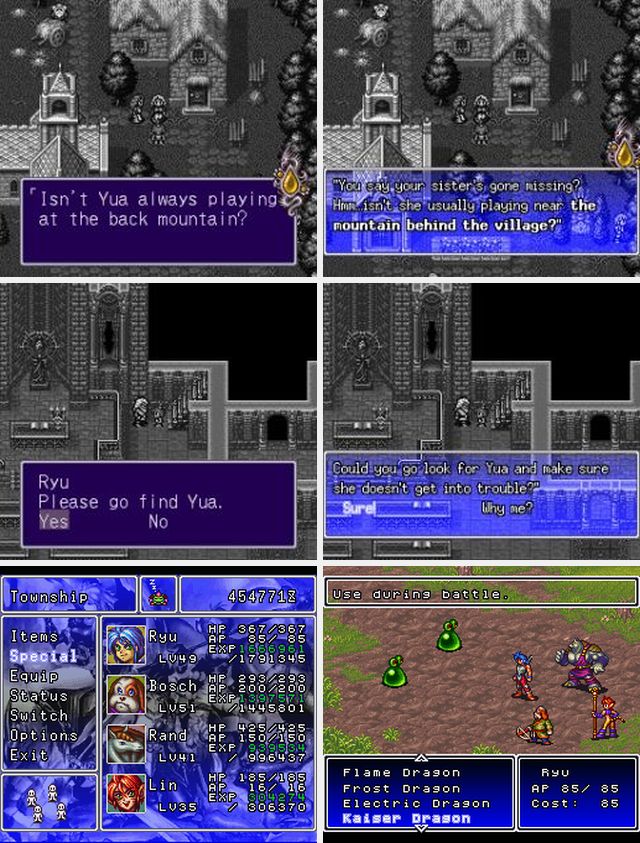 「Isn't Yua always playing
at the back mountain?
"You say your sister's gone missing?
Hmm...isn't she usually playing near the
mountain behind the village?"
Ryu
Please go find Yua.
Yes No
Could you go look for Yua and make sure
she doesn't get into trouble?"
Sure! Why me?
Township
454771Z
Items
Special
Equip
Status
Switch
Options
Exit
Ryu
LV49
HP 367/367
AP 85/ 85
EXP1666961
/1791345
Bosch
LV51
HP 293/293
AP 200/200
EXP1397571
/1445801
Rand
LV41
HP 425/425
AP 150/150
EXP 939534
/ 996437
Lin
LV35
HP 185/185
AP 16/ 16
EXP 304274
/ 306370
Use during battle.
Flame Dragon
Frost Dragon
Electric Dragon
Kaiser Dragon
Ryu
AP 85/ 85
Cost: 85